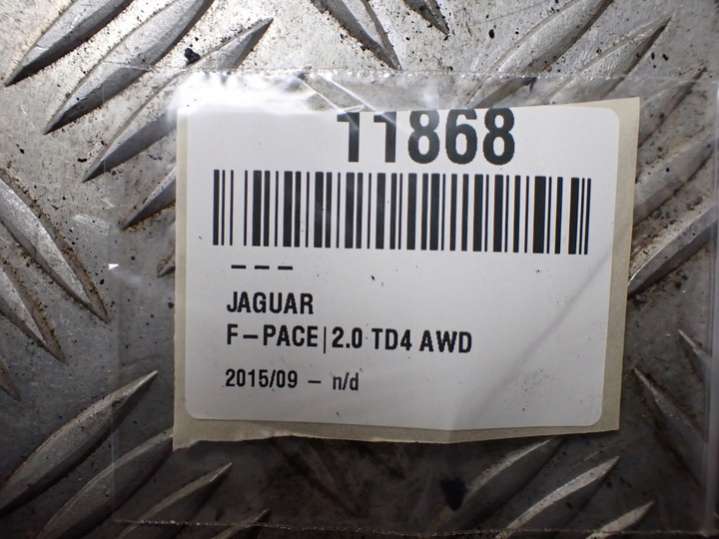 11868
- - -
JAGUAR
F-PACE|2.0 TD4 AWD
2015/09 - n/d